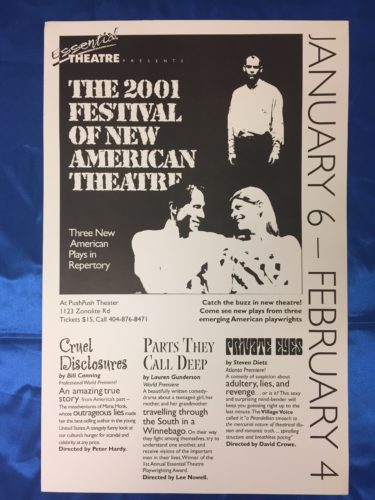 Essential
THEATRE PRESENTS
THE 2001
FESTIVAL
OF NEW
AMERICAN
THEATRE
Three New
American
Plays in
Repertory
JANUARY 6 – FEBRUARY 4
At PushPush Theater
1123 Zonolite Rd
Tickets $15, Call 404-876-8471
Catch the buzz in new theatre!
Come see new plays from three
emerging American playwrights
Cruel
Disclosures
by Bill Canning
Professional World Premiere!
An amazing true
story from America's past –
The misadventures of Maria Monk,
whose outrageous lies made
her the best-selling author in the young
United States. A savagely funny look at
our culture's hunger for scandal and
celebrity at any price.
Directed by Peter Hardy.
PARTS THEY
CALL DEEP
by Lauren Gunderson
World Premiere
A beautifully written comedy-
drama about a teenaged girl, her
mother, and her grandmother
travelling through
the South in a
Winnebago. On their way
they fight among themselves, try to
understand one another, and
receive visions of the important
men in their lives. Winner of the
1st Annual Essential Theatre
Playwriting Award.
Directed by Lee Nowell.
PRIVATE EYES
by Steven Dietz
Atlanta Premiere!
A comedy of suspicion about
adultery, lies, and
revenge... or is it? This sexy
and surprising mind-bender will
keep you guessing right up to the
last minute. The Village Voice
called it "a Pirandellian smooch to
the mercurial nature of theatrical illu-
sion and romantic truth... spiralling
structure and breathless pacing"
Directed by David Crowe.